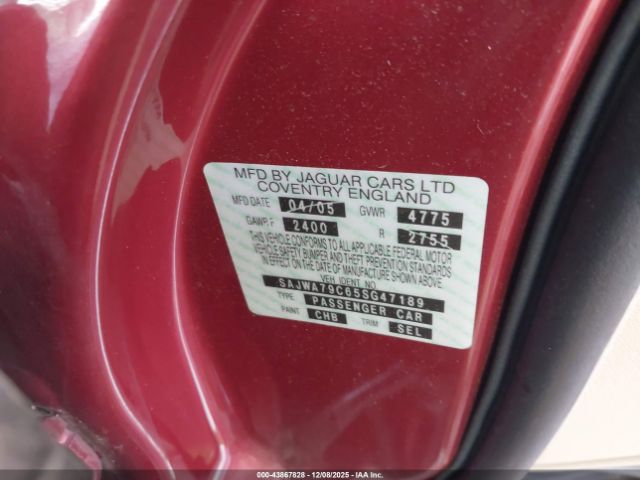 MFD BY JAGUAR CARS LTD
COVENTRY ENGLAND
MFD DATE 04/05 GVWR 4775
GAWR. F 2400 R 2755
THIS VEHICLE CONFORMS TO ALL APPLICABLE FEDERAL MOTOR
VEHICLE SAFETY BUMPER AND THEFT PREVENTION STANDARDS
IN EFFECT ON THE DATE OF MANUFACTURE SHOWN ABOVE.
VEH. IDENT NO.
SAJWA79C65SG47189
TYPE PASSENGER CAR
PAINT CHB TRIM SEL
000-43867828 12/08/2025 IAA Inc. (COPART)